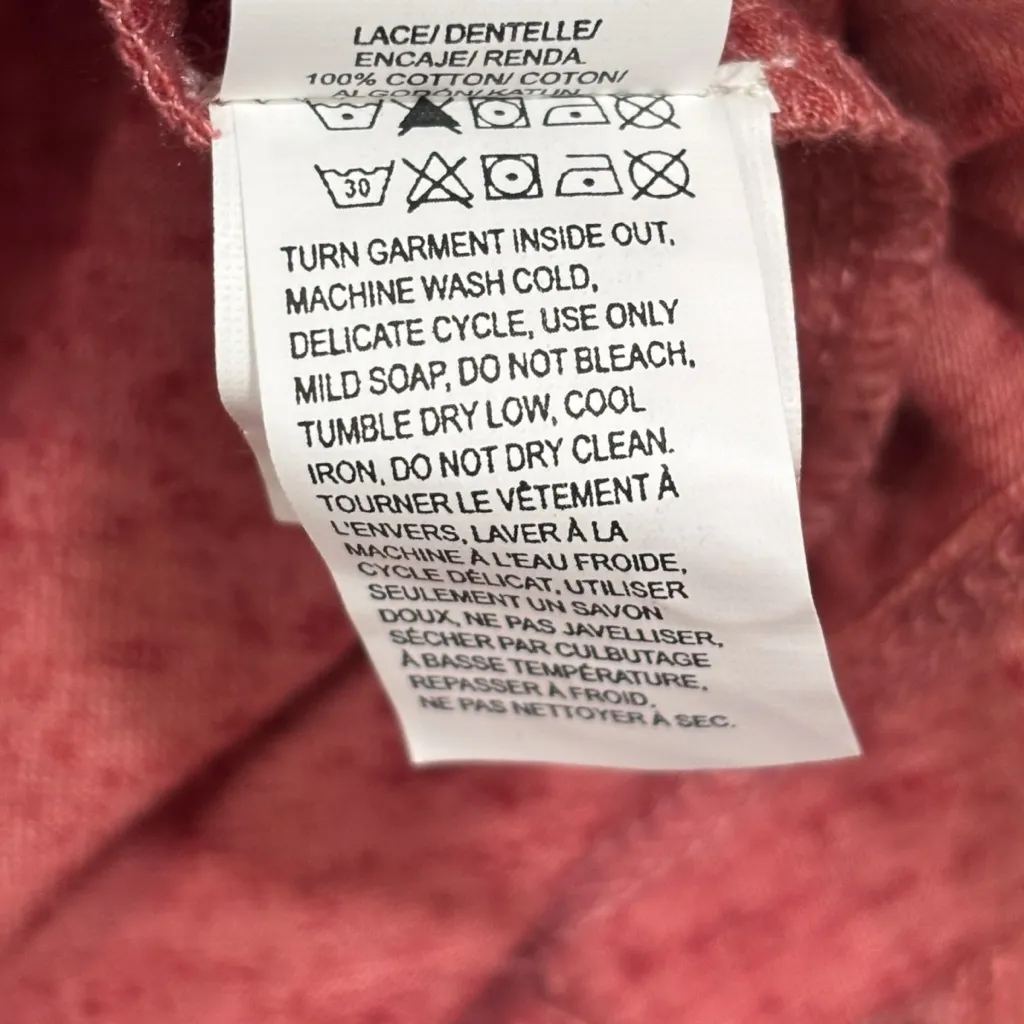 LACE/ DENTELLE/
ENCAJE/ RENDA
100% COTTON/ COTON/
ALGODÓN/ KATUN
30
TURN GARMENT INSIDE OUT,
MACHINE WASH COLD,
DELICATE CYCLE, USE ONLY
MILD SOAP, DO NOT BLEACH,
TUMBLE DRY LOW, COOL
IRON, DO NOT DRY CLEAN.
TOURNER LE VÊTEMENT À
L'ENVERS, LAVER À LA
MACHINE À L'EAU FROIDE,
CYCLE DÉLICAT, UTILISER
SEULEMENT UN SAVON
DOUX, NE PAS JAVELLISER,
SÉCHER PAR CULBUTAGE
À BASSE TEMPÉRATURE,
REPASSER À FROID.
NE PAS NETTOYER À SEC.